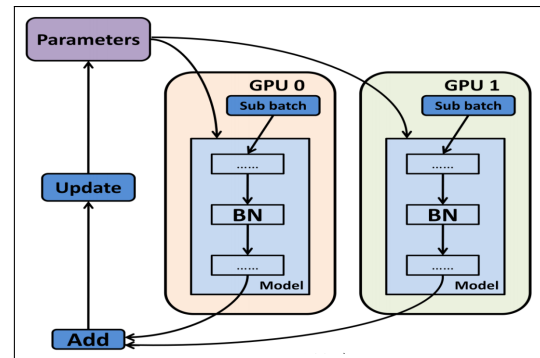 Parameters
GPU 0
GPU 1
Sub batch
Sub batch
......
......
Update
BN
BN
......
......
Model
Model
Add